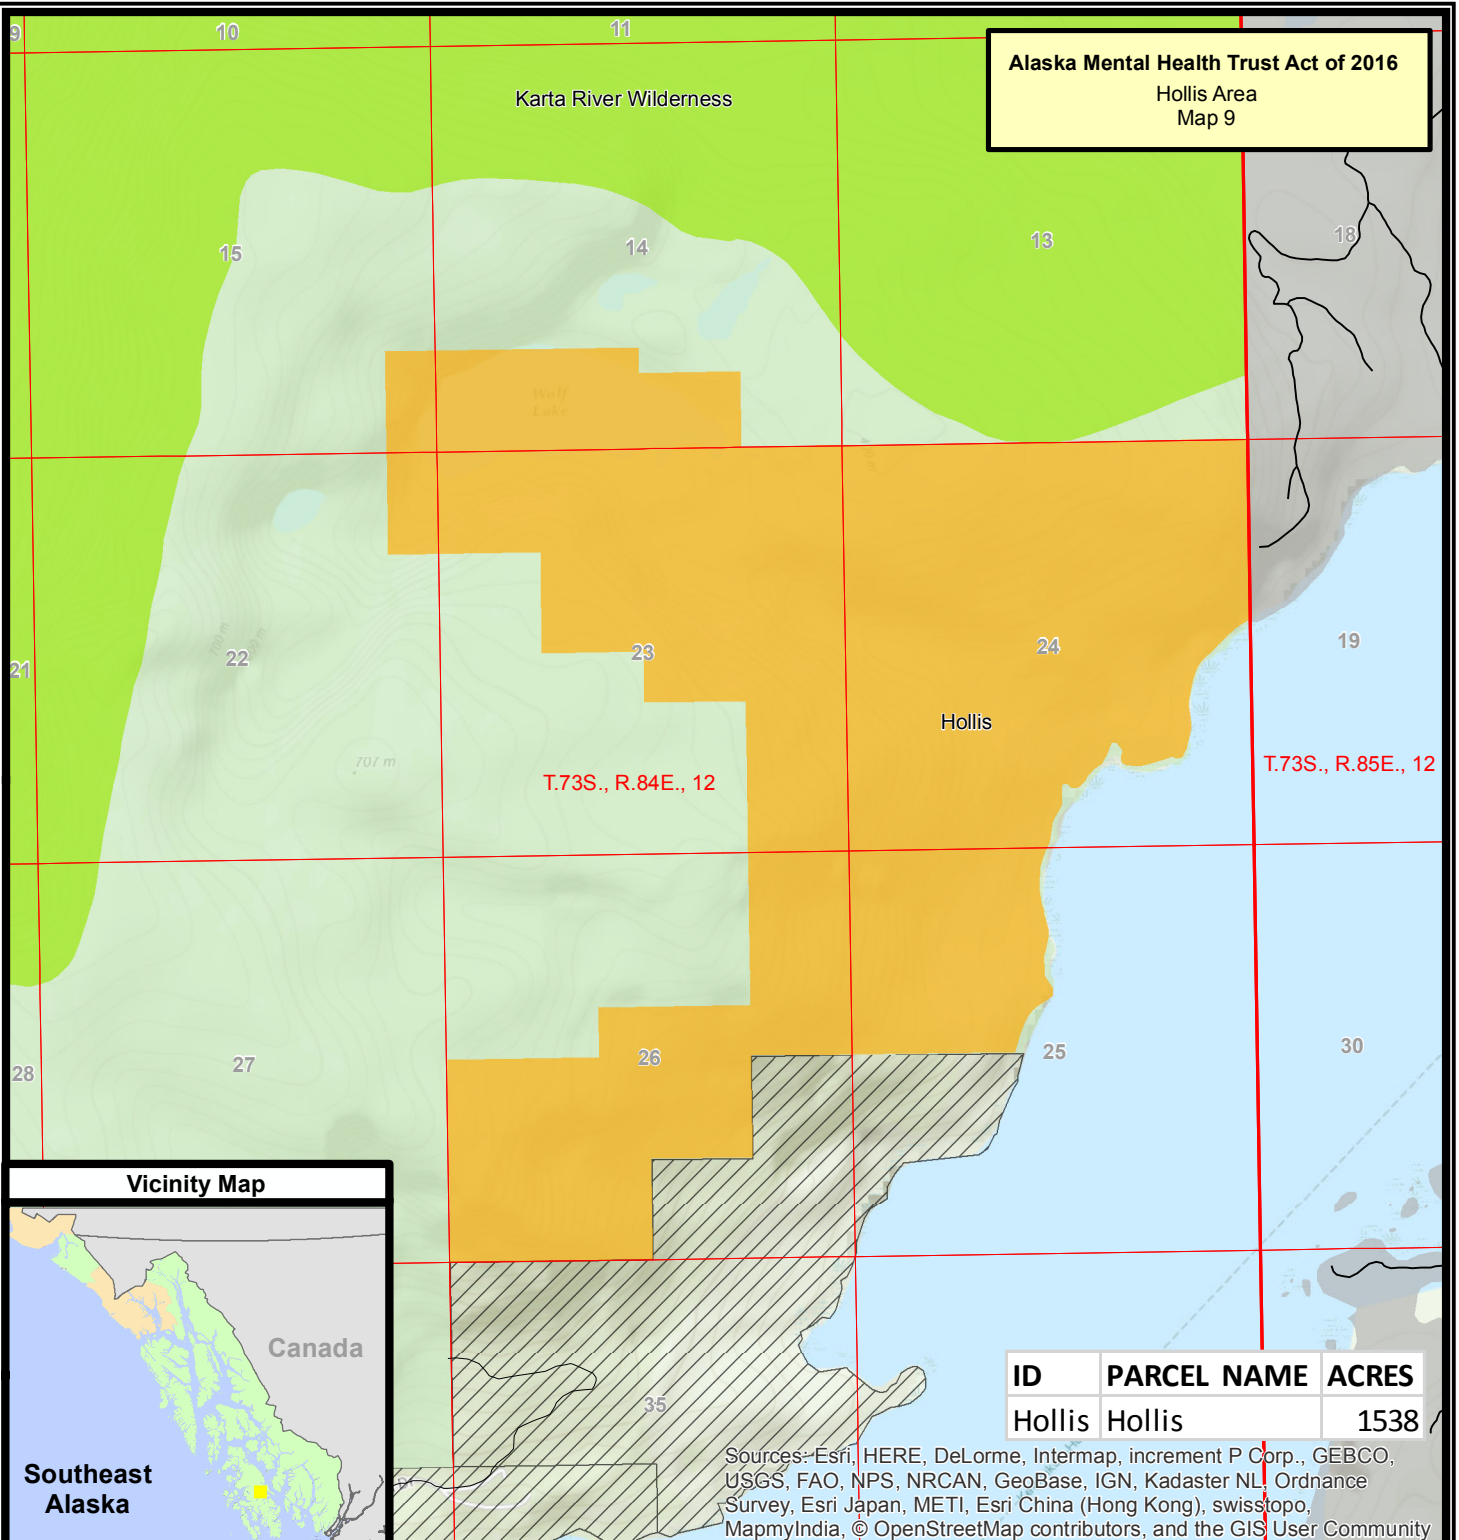 9
10
11
Alaska Mental Health Trust Act of 2016
Hollis Area
Map 9
Karta River Wilderness
15
14
13
18
Wolf
Lake
21
22
23
24
19
Hollis
707 m
T.73S., R.84E., 12
T.73S., R.85E., 12
28
27
26
25
30
Vicinity Map
Canada
Southeast
Alaska
35
ID PARCEL NAME ACRES
Hollis Hollis 1538
Sources: Esri, HERE, DeLorme, Intermap, increment P Corp., GEBCO,
USGS, FAO, NPS, NRCAN, GeoBase, IGN, Kadaster NL, Ordnance
Survey, Esri Japan, METI, Esri China (Hong Kong), swisstopo,
MapmyIndia, © OpenStreetMap contributors, and the GIS User Community